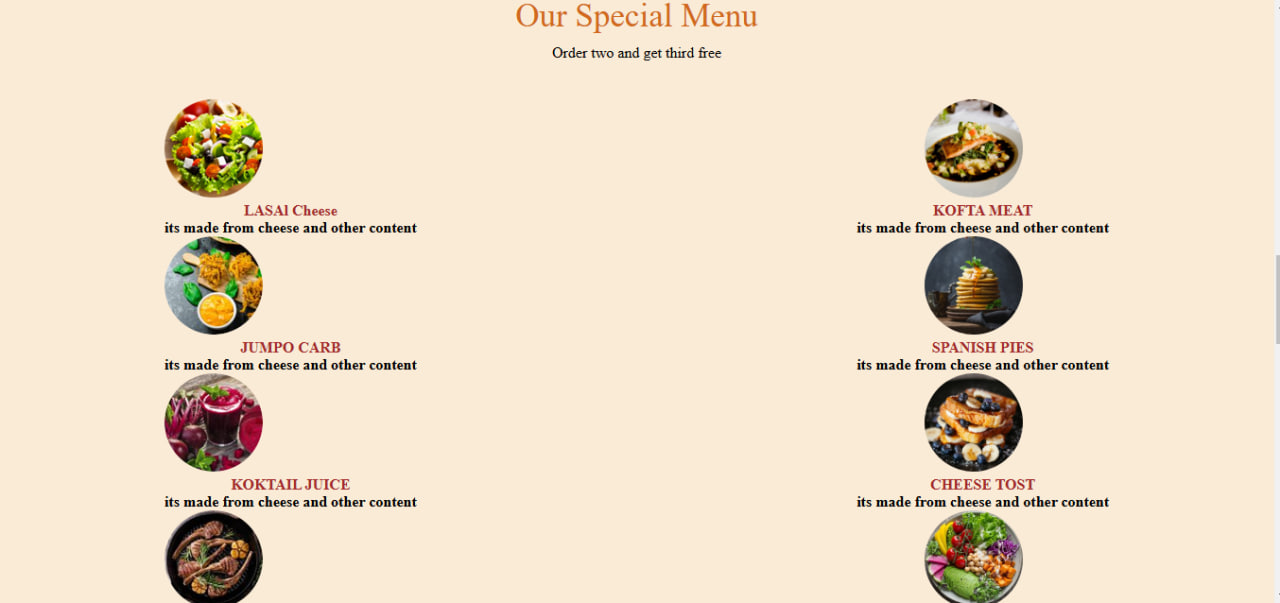 Our Special Menu
Order two and get third free
LASAl Cheese
its made from cheese and other content
KOFTA MEAT
its made from cheese and other content
JUMPO CARB
its made from cheese and other content
SPANISH PIES
its made from cheese and other content
KOKTAIL JUICE
its made from cheese and other content
CHEESE TOST
its made from cheese and other content